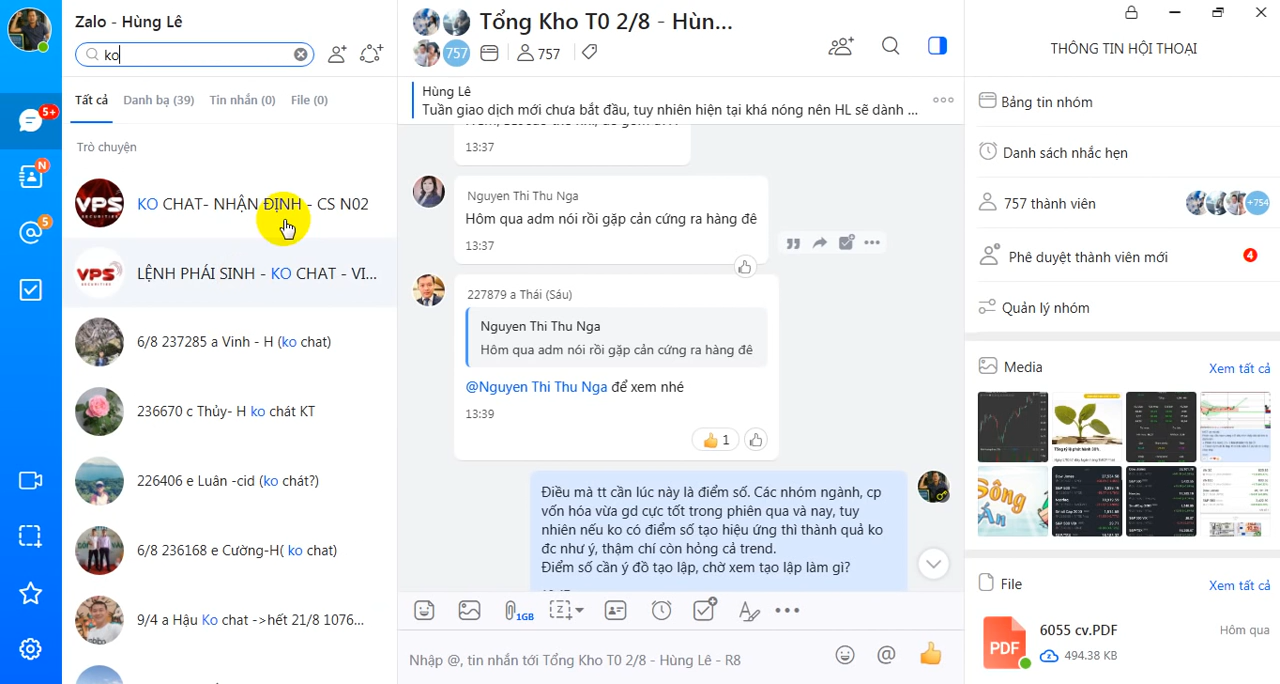 Zalo - Hùng Lê
ko
Tất cả
Danh bạ (39)
Tin nhắn (0)
File (0)
Trò chuyện
5+
N
@
5
VPS
SECURITIES
KO CHAT- NHẬN ĐỊNH - CS N02
VPS
SECURITIES
LỆNH PHÁI SINH - KO CHAT - VI...
6/8 237285 a Vinh - H (ko chat)
236670 c Thủy- H ko chát KT
226406 e Luân -cid (ko chát?)
6/8 236168 e Cường-H( ko chat)
9/4 a Hậu Ko chat ->hết 21/8 1076...
Tổng Kho T0 2/8 - Hùn...
757
757
Hùng Lê
Tuần giao dịch mới chưa bắt đầu, tuy nhiên hiện tại khá nóng nên HL sẽ dành ...
13:37
Nguyen Thi Thu Nga
Hôm qua adm nói rồi gặp cản cứng ra hàng đê
13:37
227879 a Thái (Sáu)
Nguyen Thi Thu Nga
Hôm qua adm nói rồi gặp cản cứng ra hàng đê
@Nguyen Thi Thu Nga để xem nhé
13:39
1
Điều mà tt cần lúc này là điểm số. Các nhóm ngành, cp
vốn hóa vừa gd cực tốt trong phiên qua và nay, tuy
nhiên nếu ko có điểm số tạo hiệu ứng thì thành quả ko
đc như ý, thậm chí còn hỏng cả trend.
Điểm số cần ý đồ tạo lập, chờ xem tạo lập làm gì?
1GB
Nhập @, tin nhắn tới Tổng Kho T0 2/8 - Hùng Lê - R8
@
THÔNG TIN HỘI THOẠI
Bảng tin nhóm
Danh sách nhắc hẹn
757 thành viên
+754
Phê duyệt thành viên mới
4
Quản lý nhóm
Media
Xem tất cả
Sông
Án
File
Xem tất cả
PDF
6055 cv.PDF
Hôm qua
494.38 KB